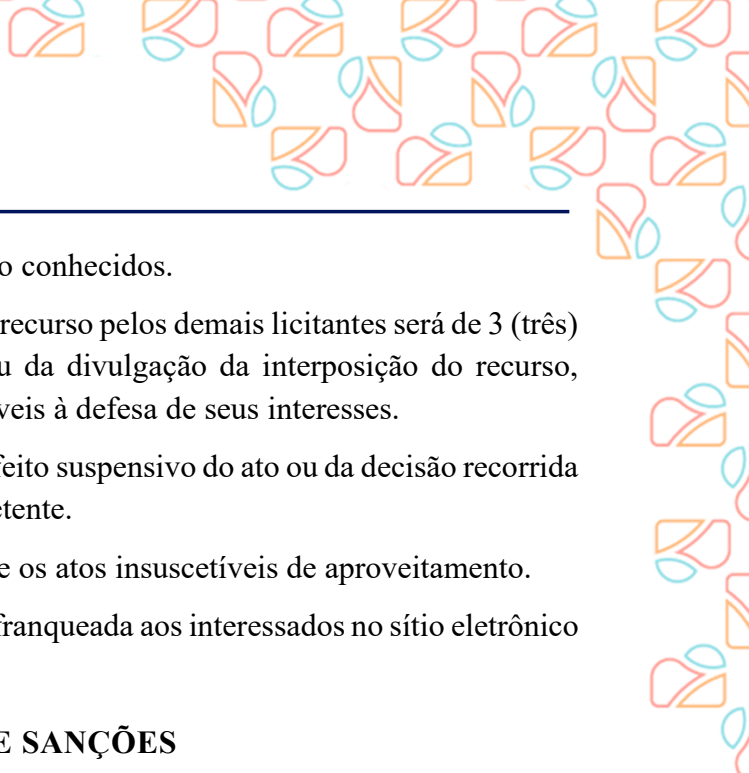 o conhecidos.
recurso pelos demais licitantes será de 3 (três)
da divulgação da interposição do recurso,
veis à defesa de seus interesses.
feito suspensivo do ato ou da decisão recorrida
etente.
e os atos insuscetíveis de aproveitamento.
franqueada aos interessados no sítio eletrônico
E SANÇÕES